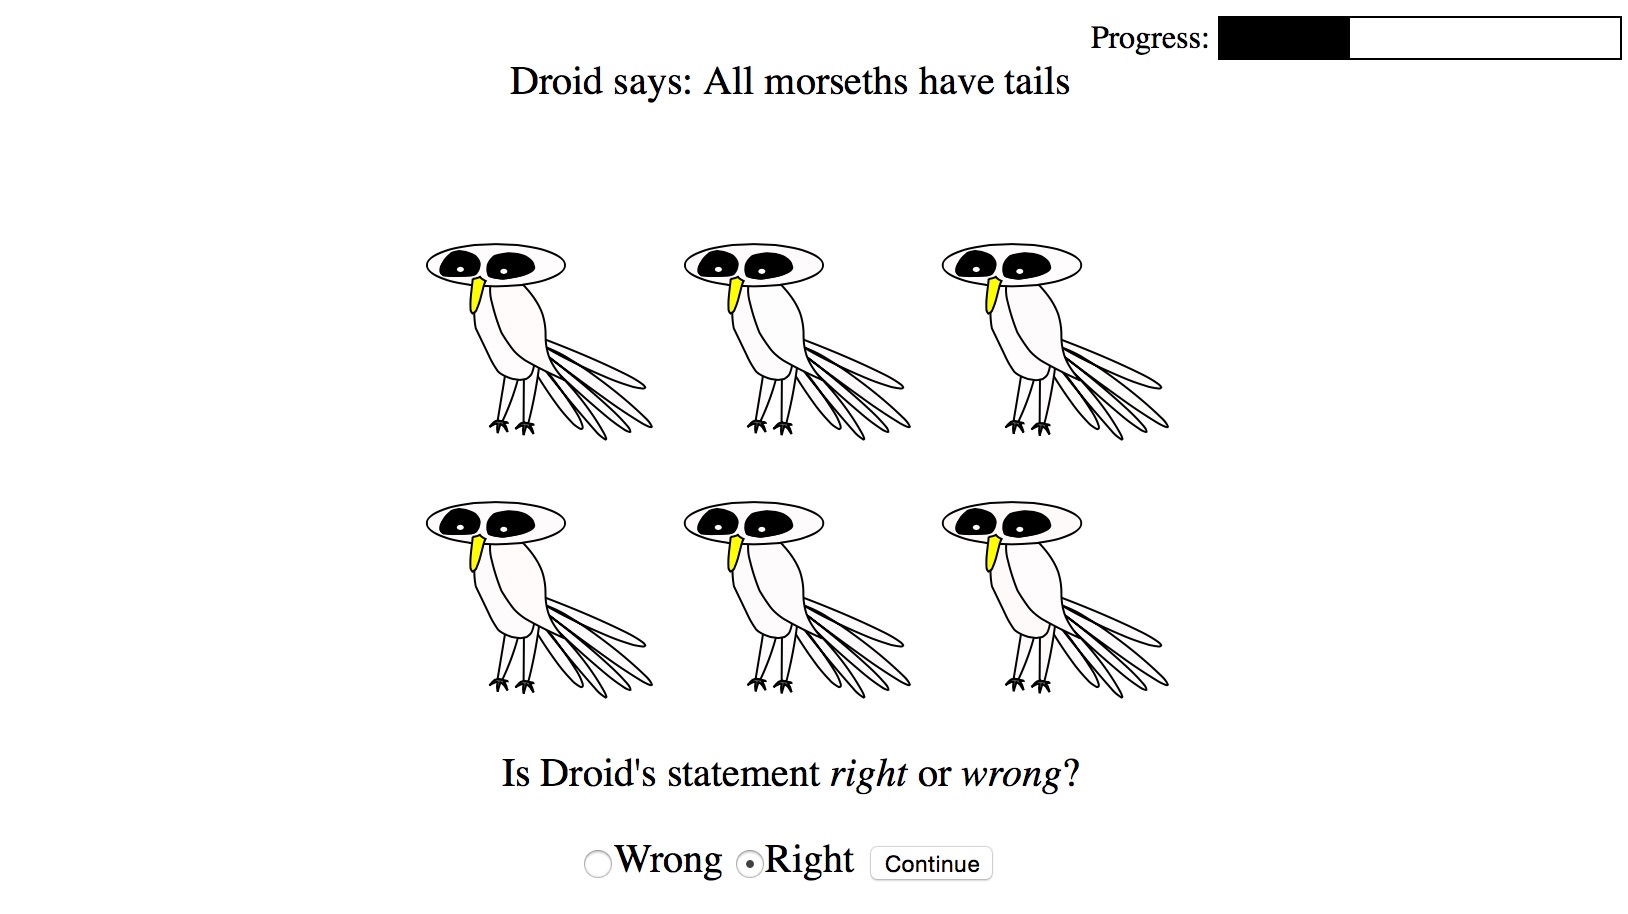 Progress:
Droid says: All morseths have tails
Is Droid's statement right or wrong?
Wrong Right Continue